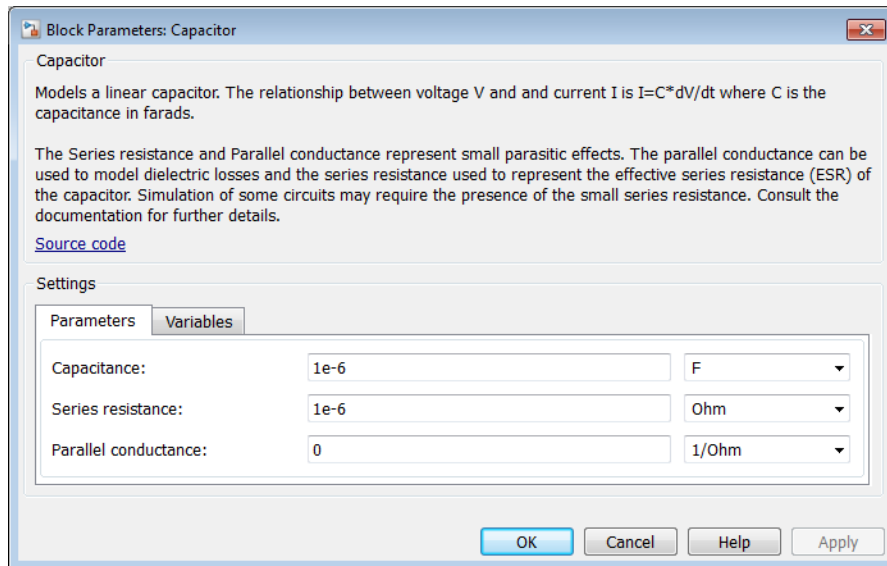 Block Parameters: Capacitor
Capacitor
Models a linear capacitor. The relationship between voltage V and and current I is I=C*dV/dt where C is the
capacitance in farads.
The Series resistance and Parallel conductance represent small parasitic effects. The parallel conductance can be
used to model dielectric losses and the series resistance used to represent the effective series resistance (ESR) of
the capacitor. Simulation of some circuits may require the presence of the small series resistance. Consult the
documentation for further details.
Source code
Settings
Parameters Variables
Capacitance: 1e-6 F
Series resistance: 1e-6 Ohm
Parallel conductance: 0 1/Ohm
OK Cancel Help Apply